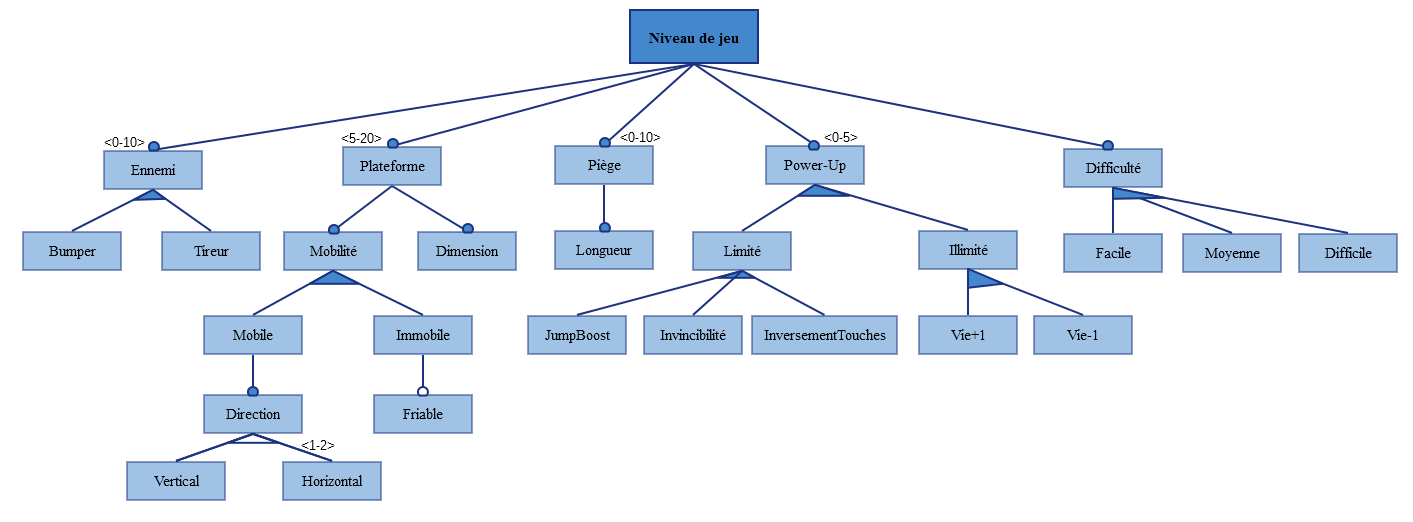 Niveau de jeu
<0-10>
<5-20>
<0-10>
<0-5>
Ennemi
Plateforme
Piège
Power-Up
Difficulté
Bumper
Tireur
Mobilité
Dimension
Longueur
Limité
Illimité
Facile
Moyenne
Difficile
Mobile
Immobile
JumpBoost
Invincibilité
InversementTouches
Vie+1
Vie-1
Direction
Friable
<1-2>
Vertical
Horizontal